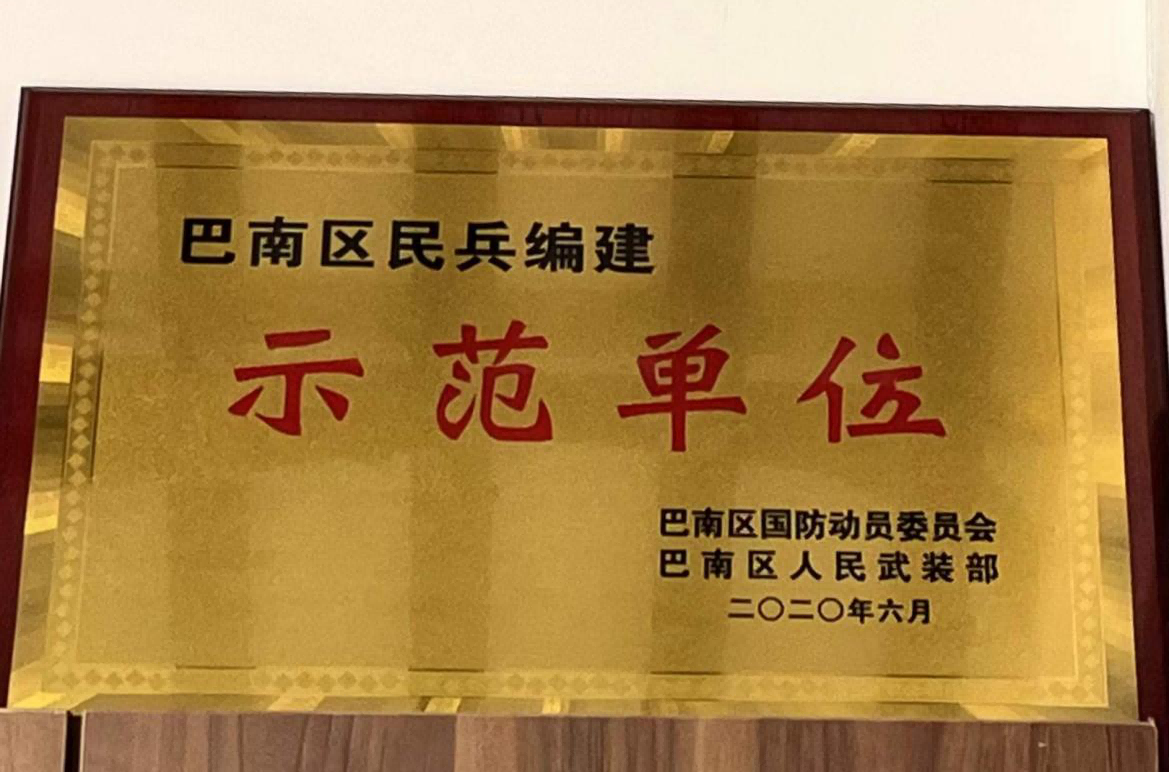 巴南区民兵编建
示范单位
巴南区国防动员委员会
巴南区人民武装部
二〇二〇年六月